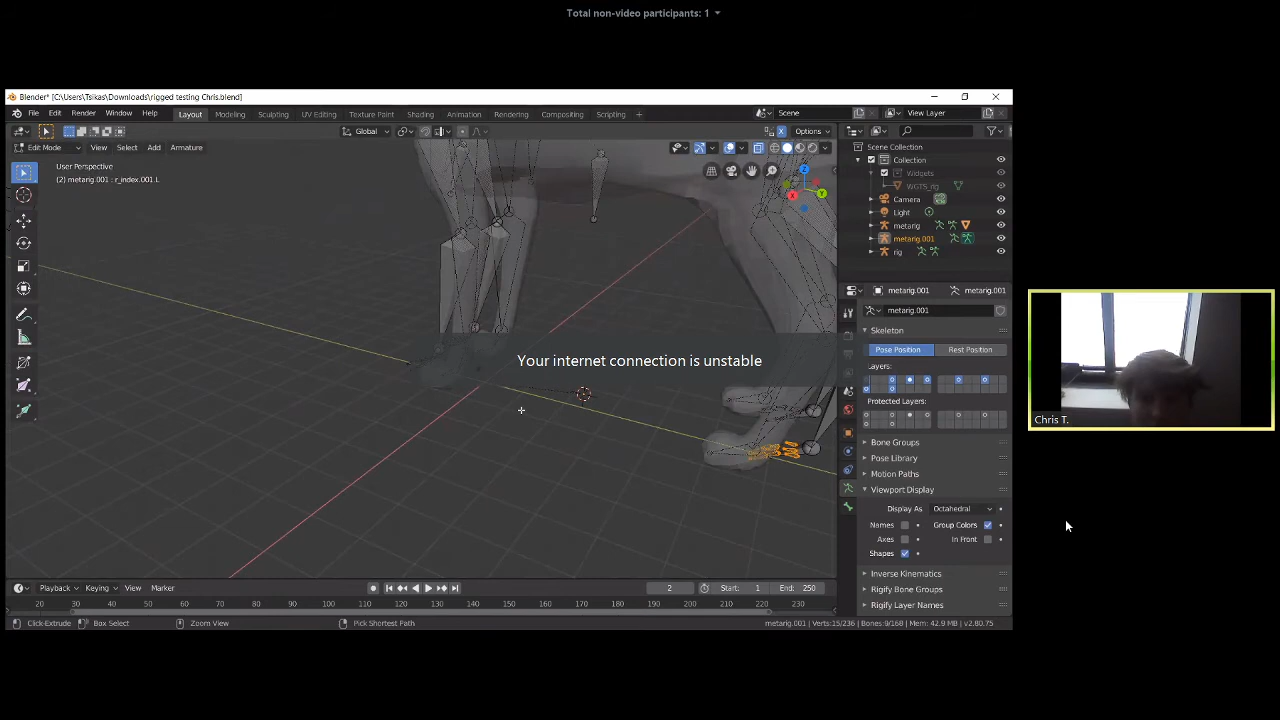 Total non-video participants: 1
Blender* [C:\Users\Tsikas\Downloads\rigged testing Chris.blend]
File Edit Render Window Help Layout Modeling Sculpting UV Editing Texture Paint Shading Animation Rendering Compositing Scripting + Scene View Layer
Global Options
Edit Mode View Select Add Armature
User Perspective
(2) metarig.001 : r_index.001.L
Scene Collection
Collection
Widgets
WGTS_rig
Camera
Light
metarig
metarig.001
rig
metarig.001 metarig.001
metarig.001
Skeleton
Pose Position Rest Position
Layers:
Protected Layers:
Bone Groups
Pose Library
Motion Paths
Viewport Display
Display As Octahedral
Names Group Colors
Axes In Front
Shapes
Inverse Kinematics
Rigify Bone Groups
Rigify Layer Names
X
Y
Z
Your internet connection is unstable
Chris T.
Playback Keying View Marker 2 Start: 1 End: 250
20 30 40 50 60 70 80 90 100 110 120 130 140 150 160 170 180 190 200 210 220 230
Click-Extrude Box Select Zoom View Pick Shortest Path metarig.001 | Verts:15/236 | Bones:9/168 | Mem: 42.9 MB | v2.80.75